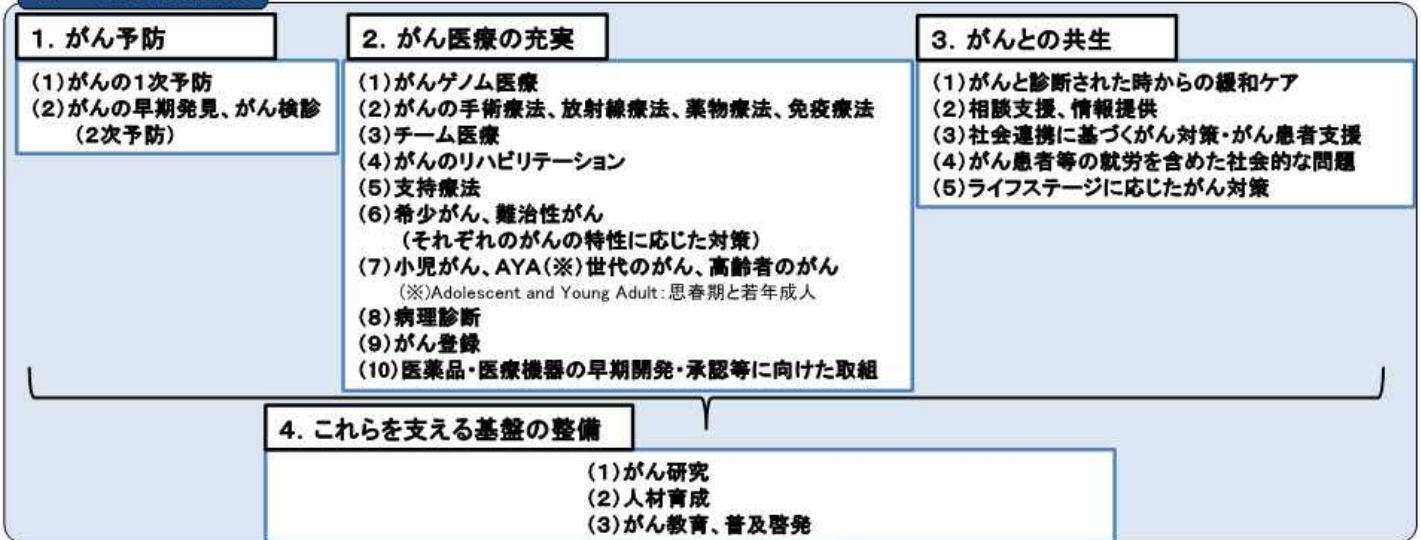 1. がん予防
(1)がんの1次予防
(2)がんの早期発見、がん検診
(2次予防)
2. がん医療の充実
(1)がんゲノム医療
(2)がんの手術療法、放射線療法、薬物療法、免疫療法
(3)チーム医療
(4)がんのリハビリテーション
(5)支持療法
(6)希少がん、難治性がん
(それぞれのがんの特性に応じた対策)
(7)小児がん、AYA(※)世代のがん、高齢者のがん
(※)Adolescent and Young Adult:思春期と若年成人
(8)病理診断
(9)がん登録
(10)医薬品・医療機器の早期開発・承認等に向けた取組
3. がんとの共生
(1)がんと診断された時からの緩和ケア
(2)相談支援、情報提供
(3)社会連携に基づくがん対策・がん患者支援
(4)がん患者等の就労を含めた社会的な問題
(5)ライフステージに応じたがん対策
4. これらを支える基盤の整備
(1)がん研究
(2)人材育成
(3)がん教育、普及啓発